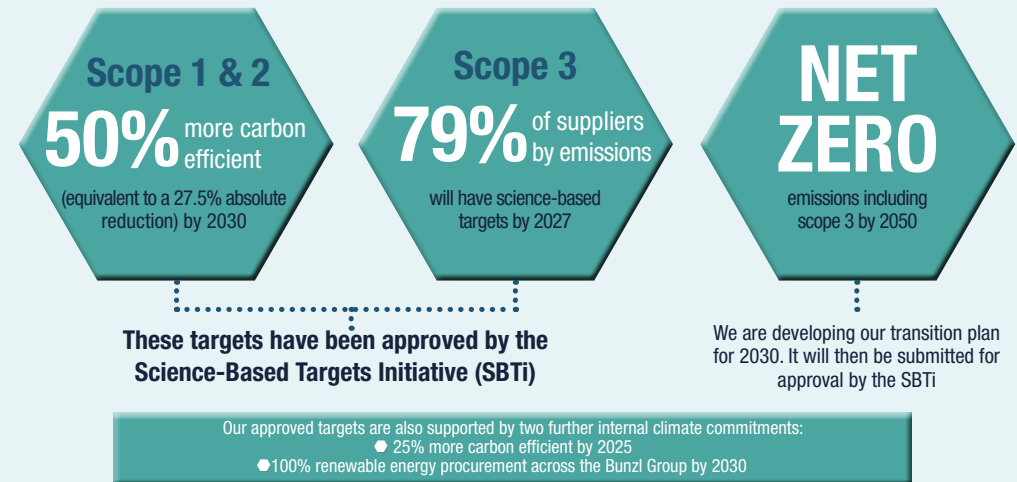 Scope 1 & 2
50% more carbon
efficient
(equivalent to a 27.5% absolute
reduction) by 2030
Scope 3
79% of suppliers
by emissions
will have science-based
targets by 2027
NET
ZERO
emissions including
scope 3 by 2050
These targets have been approved by the
Science-Based Targets Initiative (SBTi)
We are developing our transition plan
for 2030. It will then be submitted for
approval by the SBTi
Our approved targets are also supported by two further internal climate commitments:
25% more carbon efficient by 2025
100% renewable energy procurement across the Bunzl Group by 2030